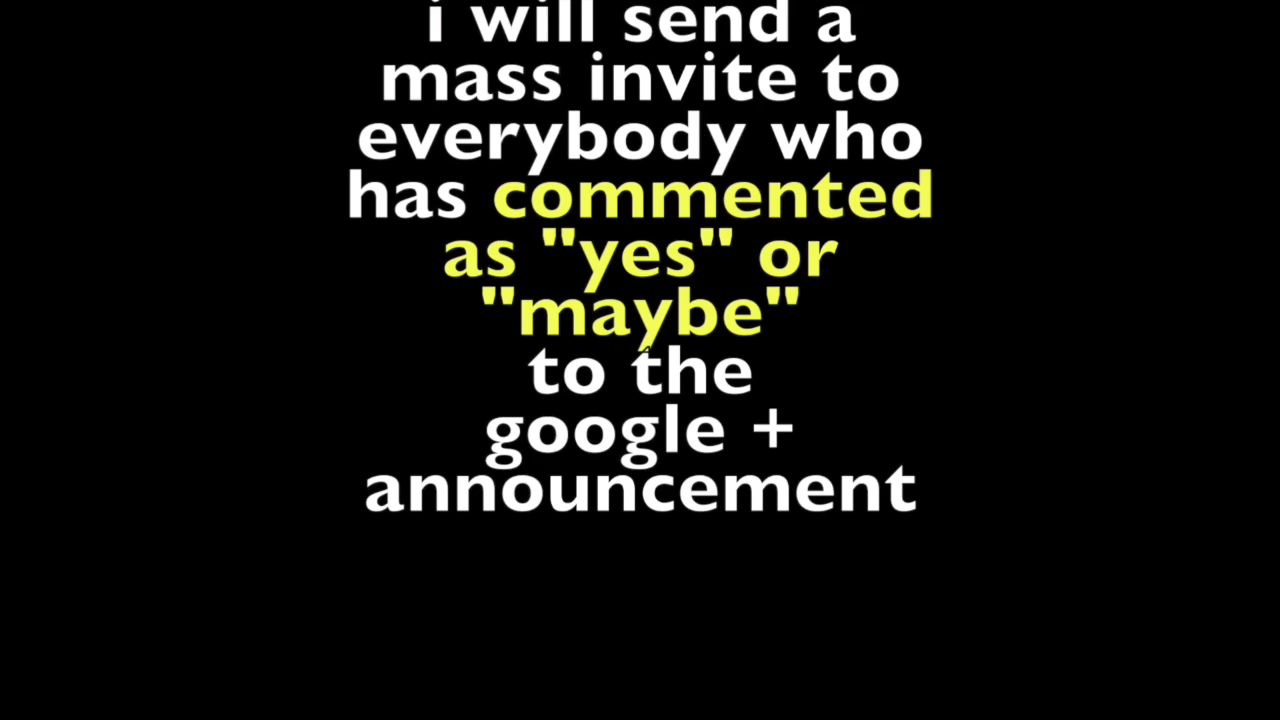 i will send a
mass invite to
everybody who
has commented
as "yes" or
"maybe"
to the
google +
announcement